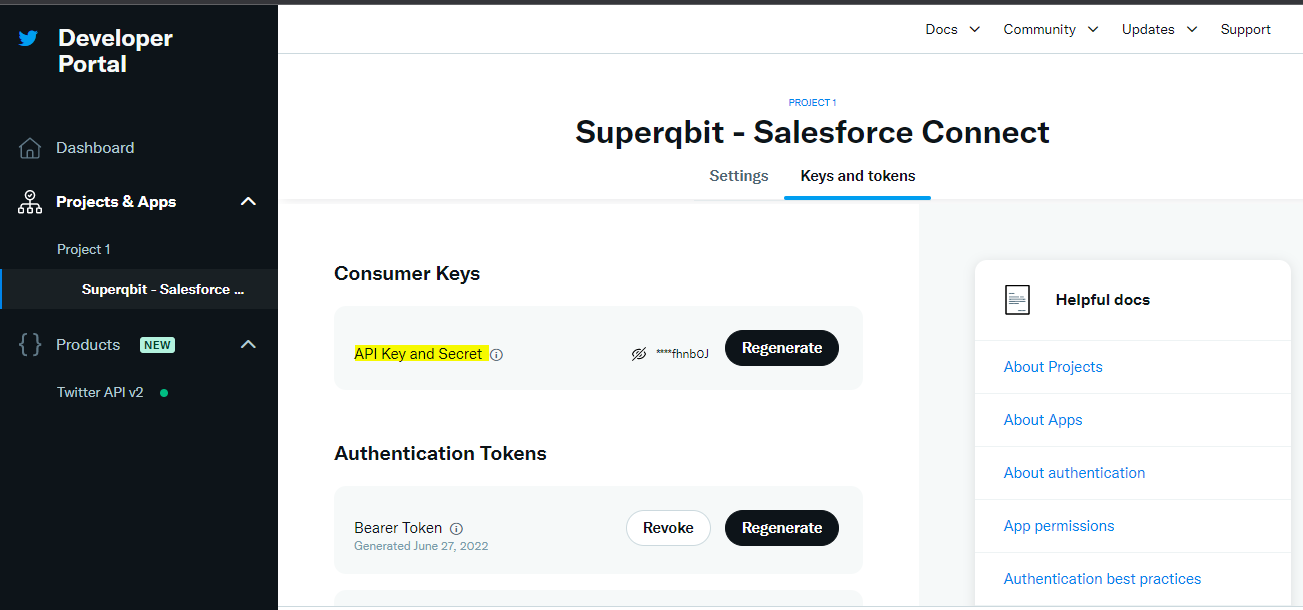 Developer
Portal
Dashboard
Projects & Apps
Project 1
Superqbit - Salesforce ...
Products NEW
Twitter API v2
Docs Community Updates Support
PROJECT 1
Superqbit - Salesforce Connect
Settings Keys and tokens
Consumer Keys
API Key and Secret ****fhnb0J Regenerate
Authentication Tokens
Bearer Token Revoke Regenerate
Generated June 27, 2022
Helpful docs
About Projects
About Apps
About authentication
App permissions
Authentication best practices